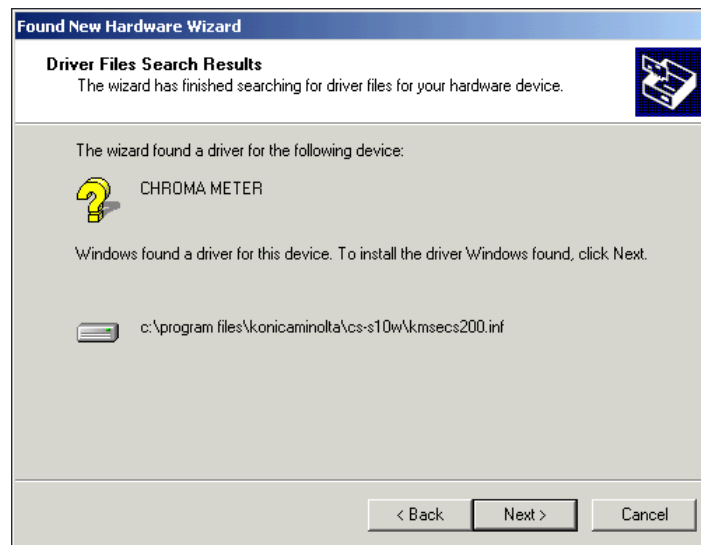 Found New Hardware Wizard
Driver Files Search Results
The wizard has finished searching for driver files for your hardware device.
The wizard found a driver for the following device:
CHROMA METER
Windows found a driver for this device. To install the driver Windows found, click Next.
c:\program files\konicaminolta\cs-s10w\kmsecs200.inf
< Back
Next >
Cancel